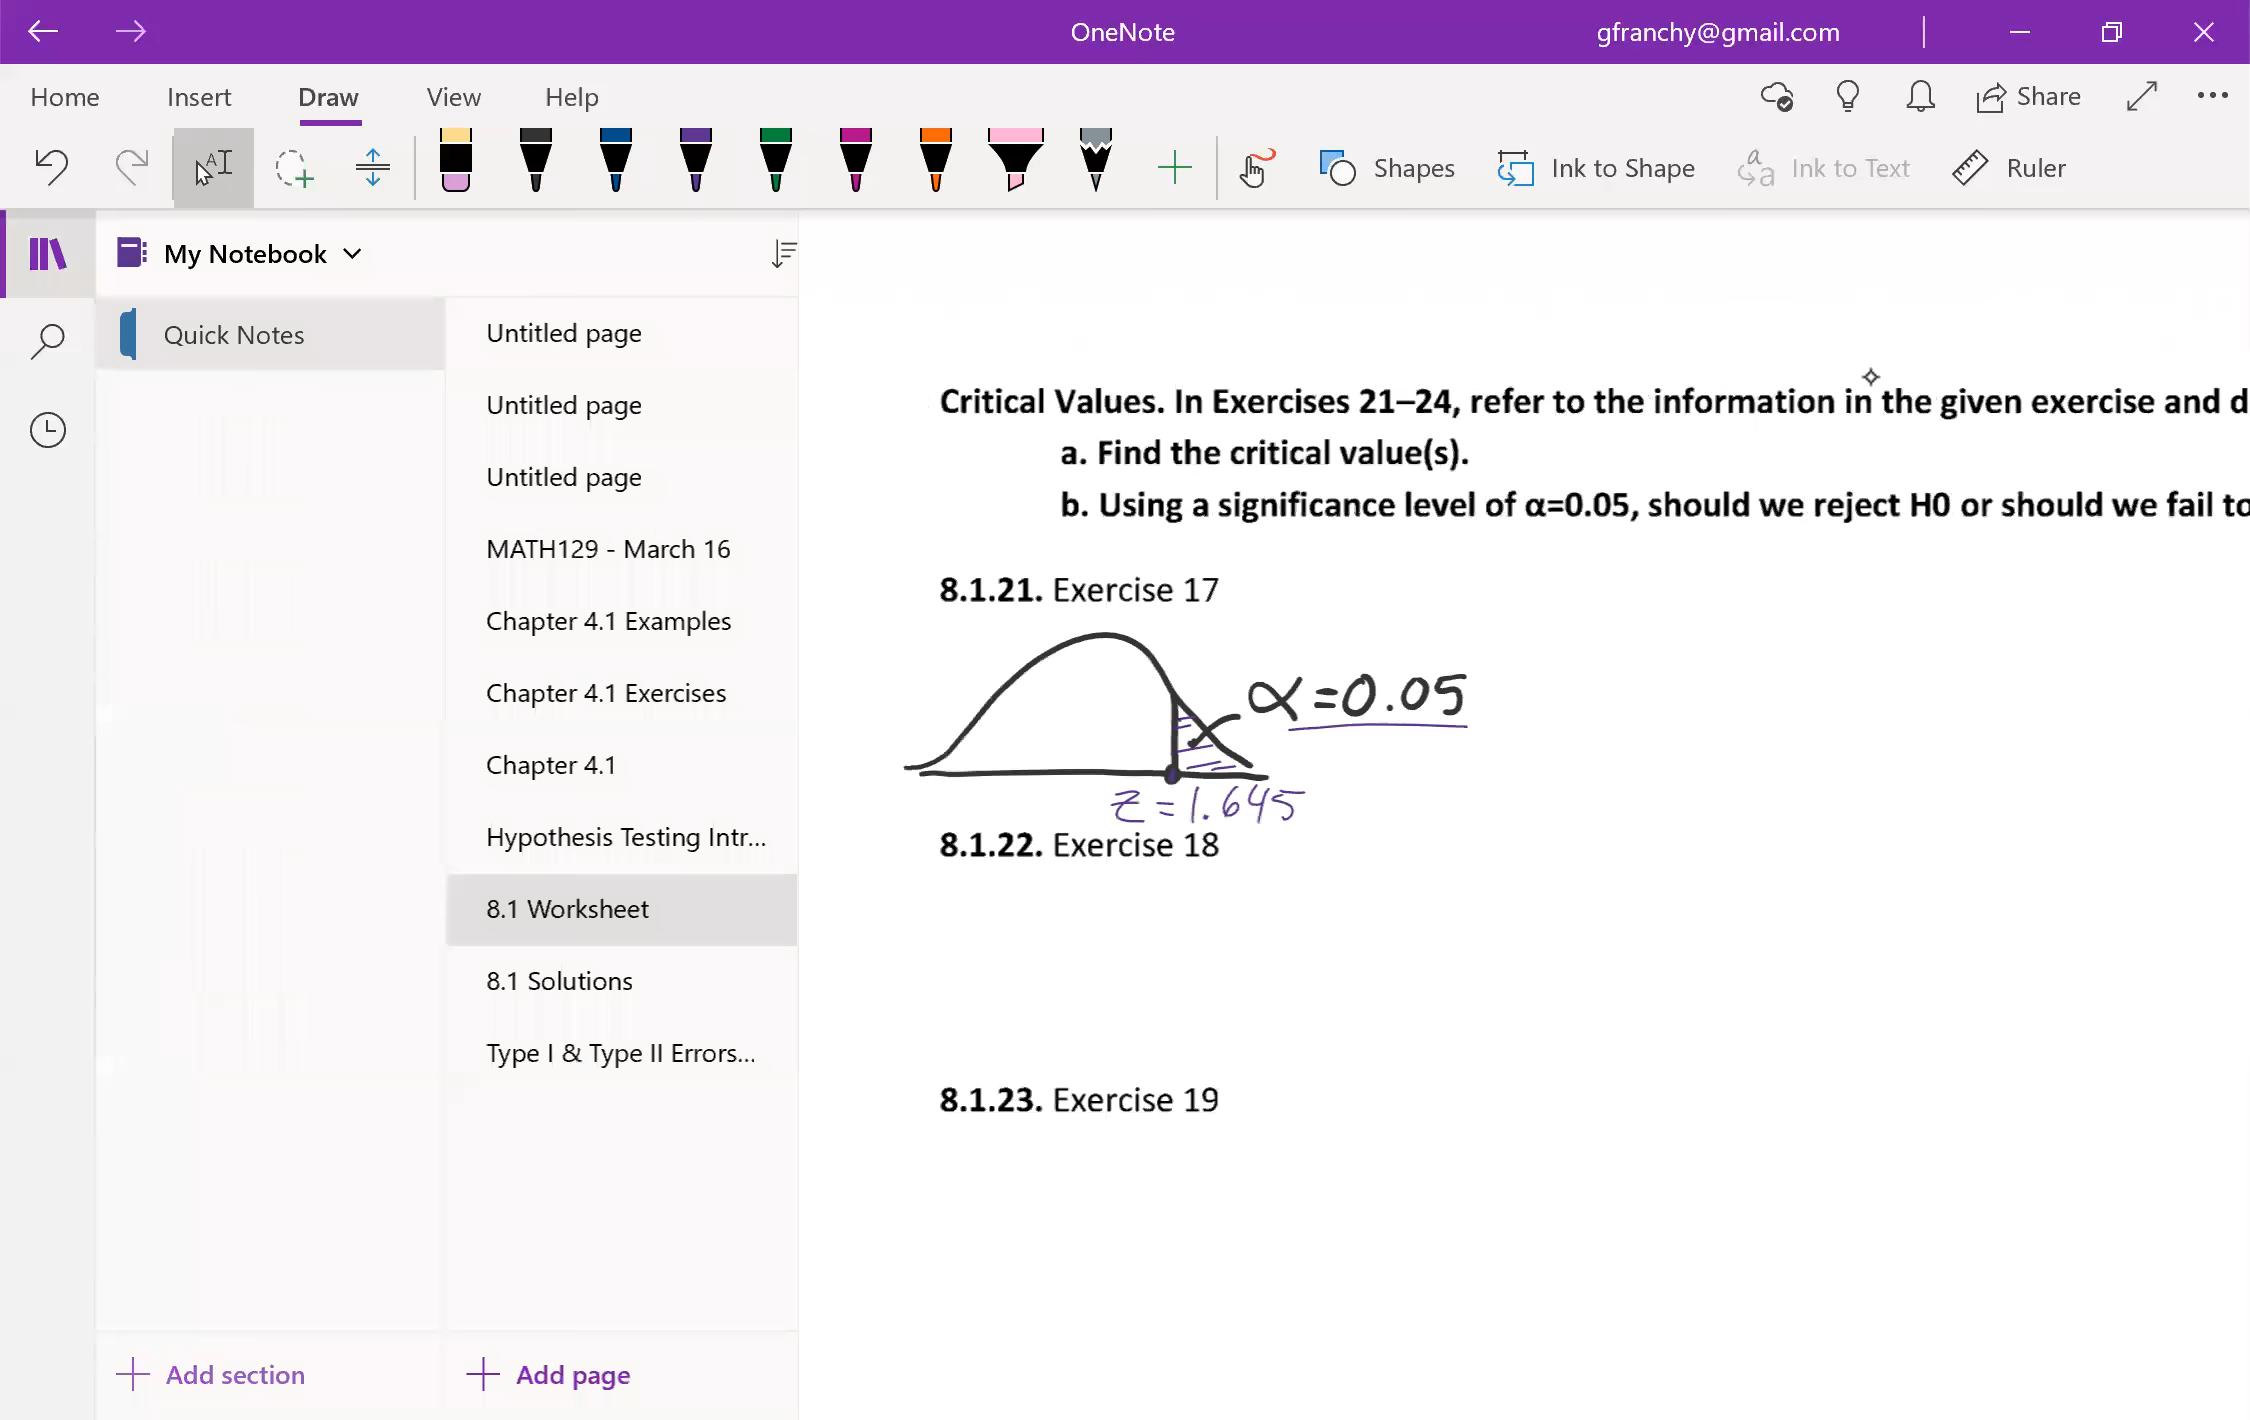 OneNote
gfranchy@gmail.com
Home Insert Draw View Help
Share
Shapes Ink to Shape Ink to Text Ruler
My Notebook
Quick Notes
Untitled page
Untitled page
Untitled page
MATH129 - March 16
Chapter 4.1 Examples
Chapter 4.1 Exercises
Chapter 4.1
Hypothesis Testing Intr...
8.1 Worksheet
8.1 Solutions
Type I & Type II Errors...
Add section
Add page
Critical Values. In Exercises 21–24, refer to the information in the given exercise and d
a. Find the critical value(s).
b. Using a significance level of α=0.05, should we reject H0 or should we fail to
8.1.21. Exercise 17
α=0.05
z=1.645
8.1.22. Exercise 18
8.1.23. Exercise 19